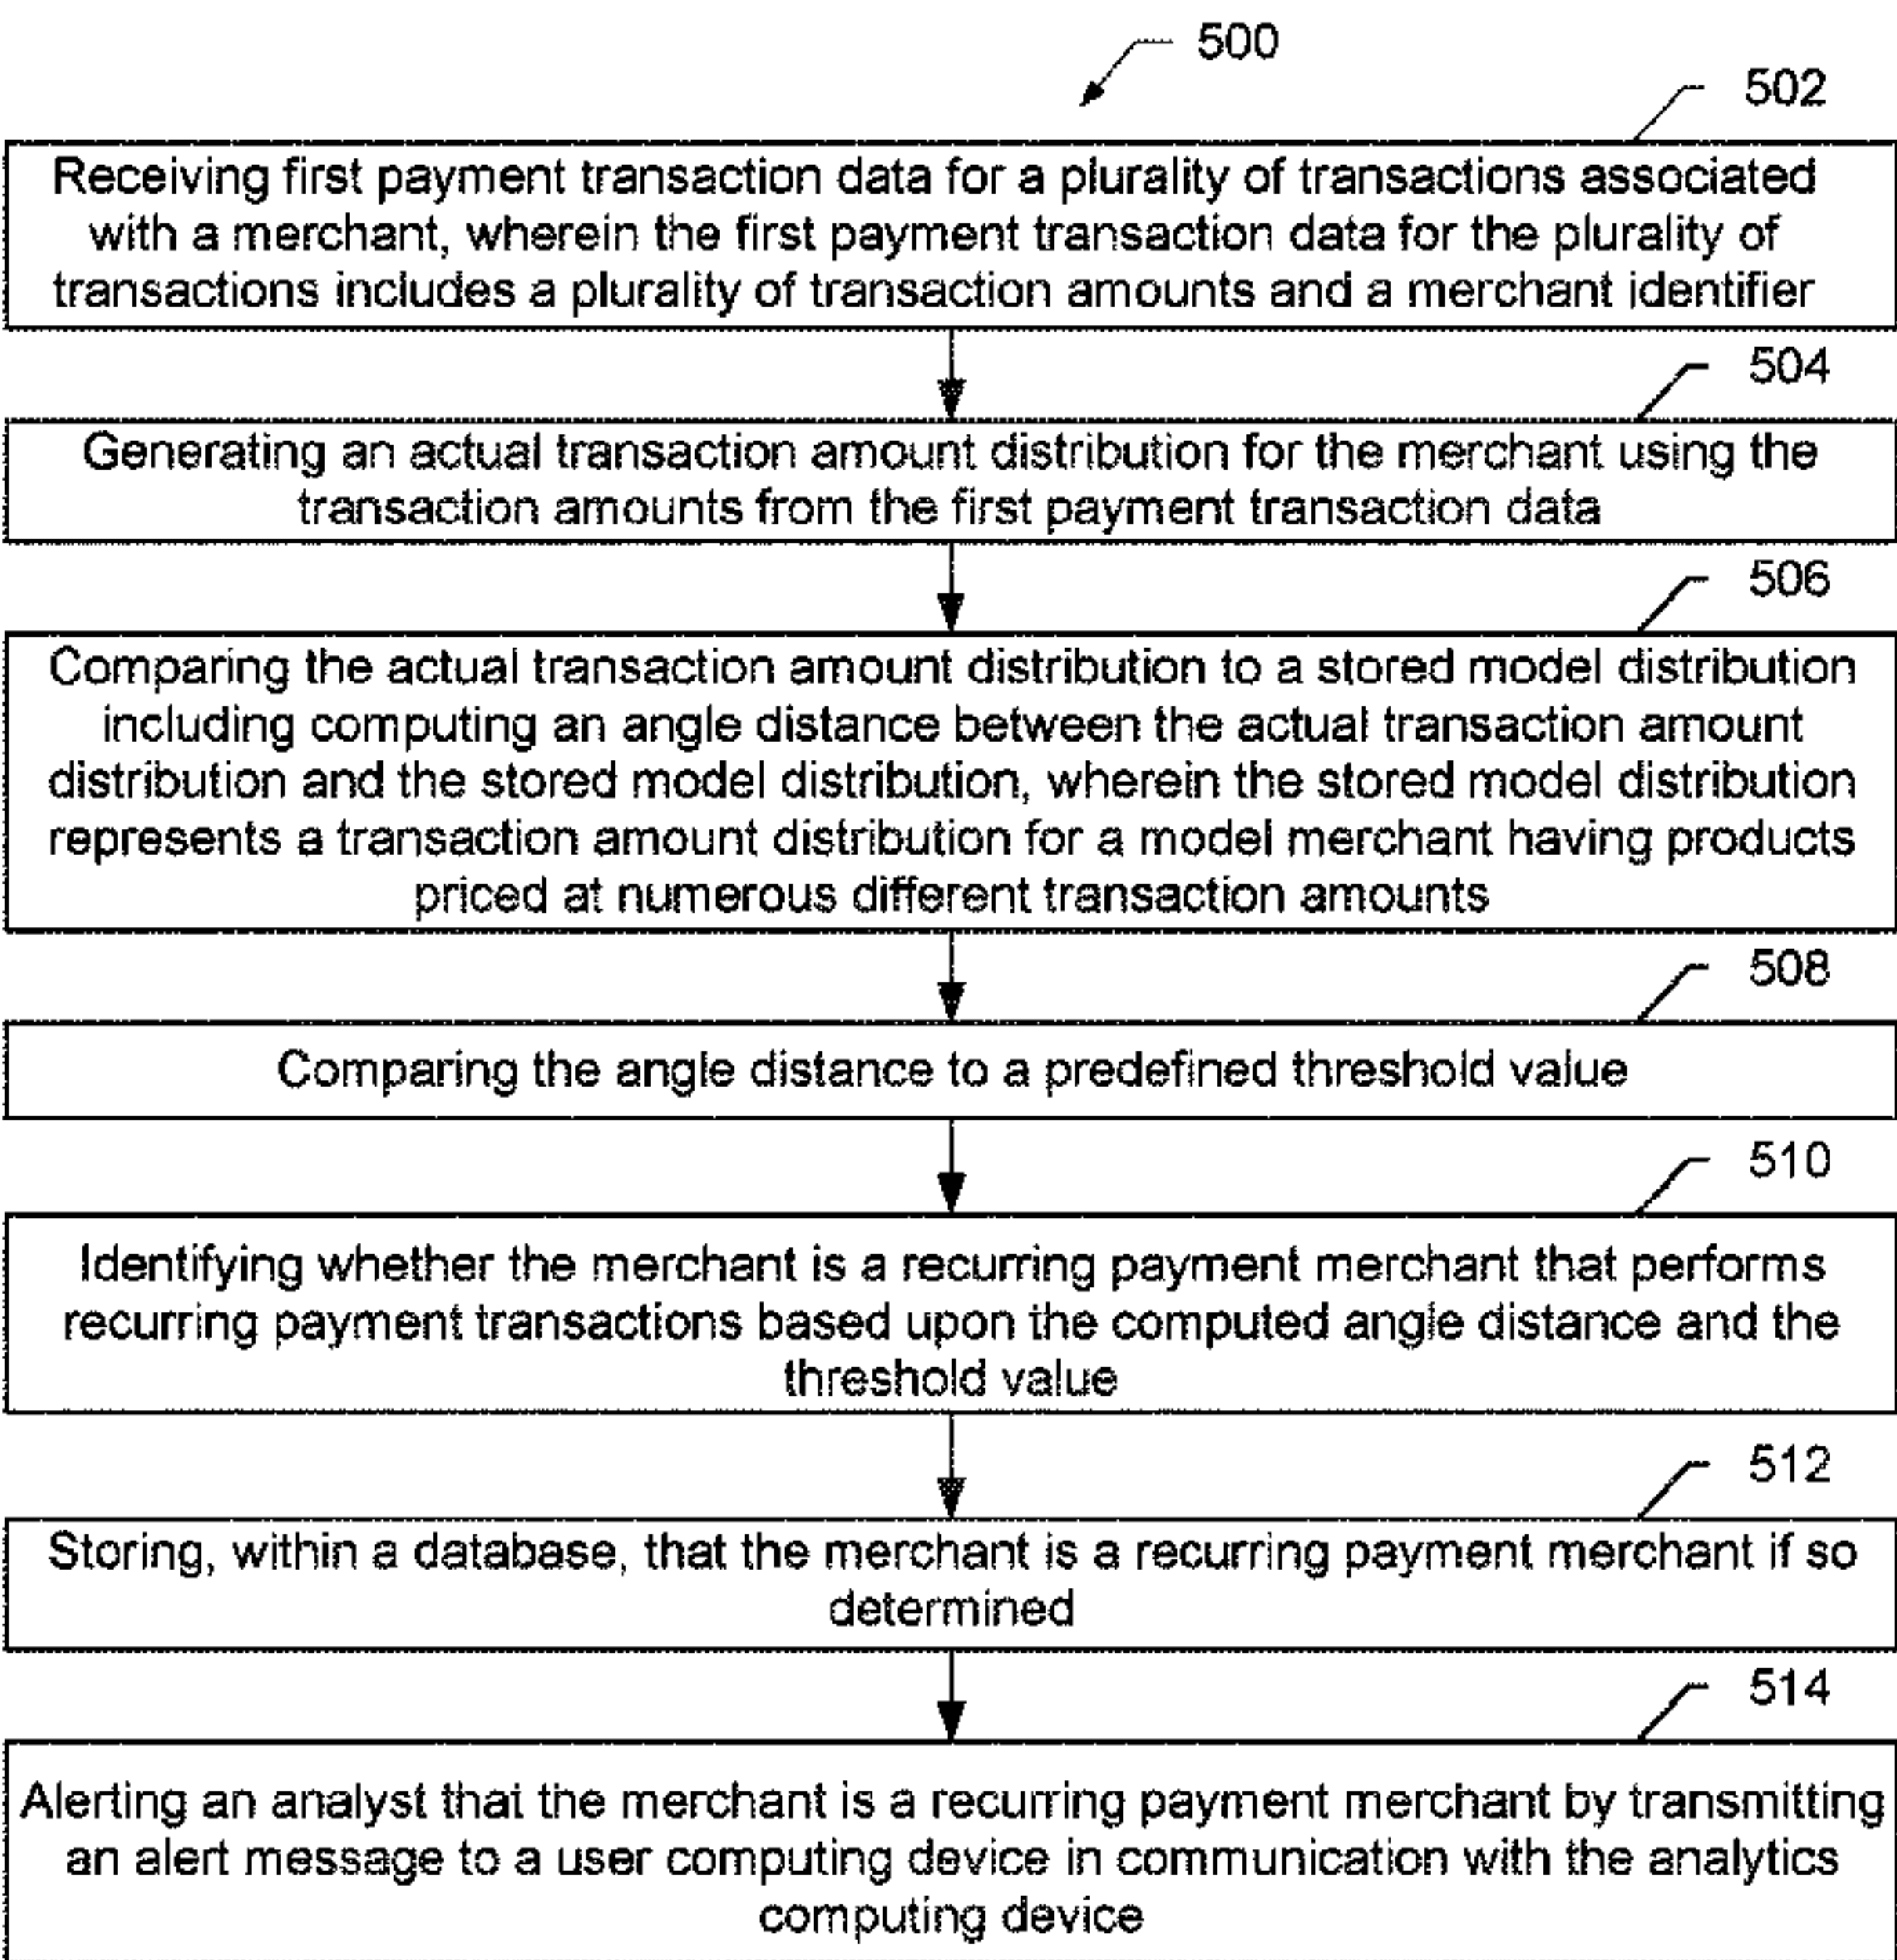 500
502
Receiving first payment transaction data for a plurality of transactions associated
with a merchant, wherein the first payment transaction data for the plurality of
transactions includes a plurality of transaction amounts and a merchant identifier
504
Generating an actual transaction amount distribution for the merchant using the
transaction amounts from the first payment transaction data
506
Comparing the actual transaction amount distribution to a stored model distribution
including computing an angle distance between the actual transaction amount
distribution and the stored model distribution, wherein the stored model distribution
represents a transaction amount distribution for a model merchant having products
priced at numerous different transaction amounts
508
Comparing the angle distance to a predefined threshold value
510
Identifying whether the merchant is a recurring payment merchant that performs
recurring payment transactions based upon the computed angle distance and the
threshold value
512
Storing, within a database, that the merchant is a recurring payment merchant if so
determined
514
Alerting an analyst that the merchant is a recurring payment merchant by transmitting
an alert message to a user computing device in communication with the analytics
computing device